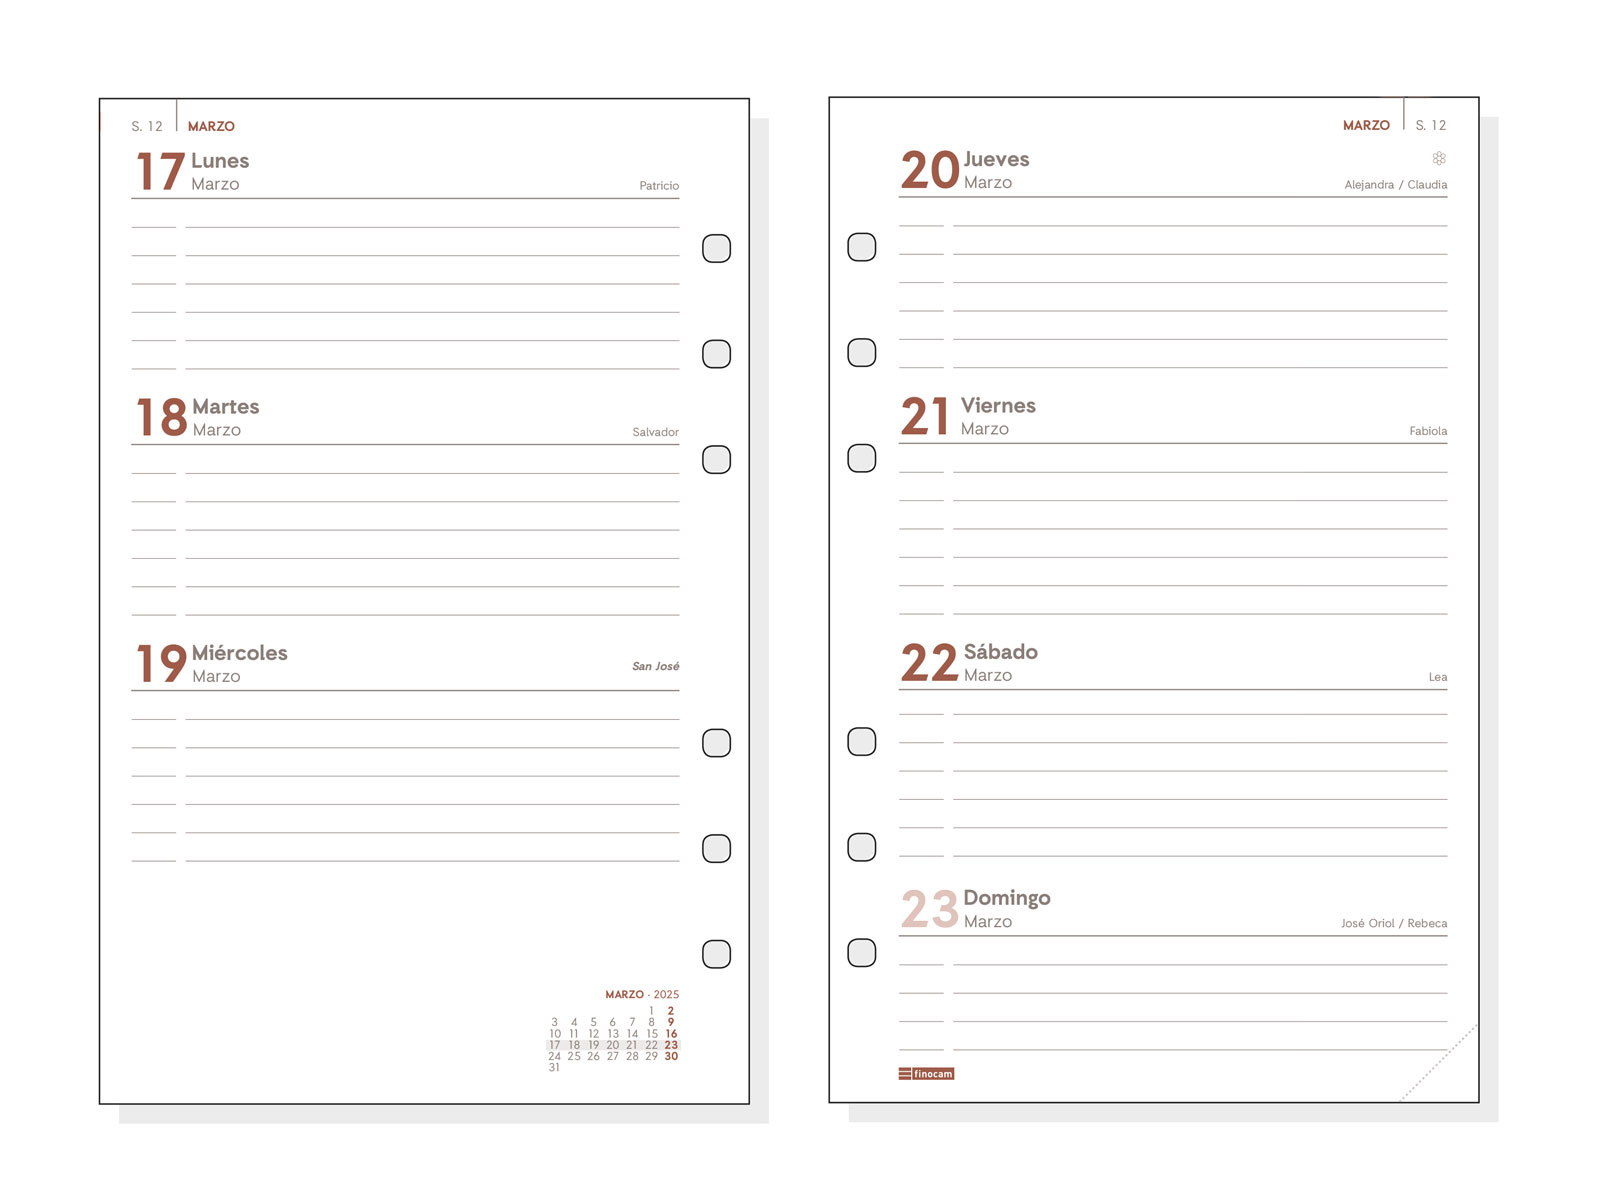 S. 12 MARZO
17 Lunes
Marzo Patricio
18 Martes
Marzo Salvador
19 Miércoles
Marzo San José
MARZO · 2025
1 2
3 4 5 6 7 8 9
10 11 12 13 14 15 16
17 18 19 20 21 22 23
24 25 26 27 28 29 30
31
MARZO S. 12
20 Jueves
Marzo Alejandra / Claudia
21 Viernes
Marzo Fabiola
22 Sábado
Marzo Lea
23 Domingo
Marzo José Oriol / Rebeca
finocam